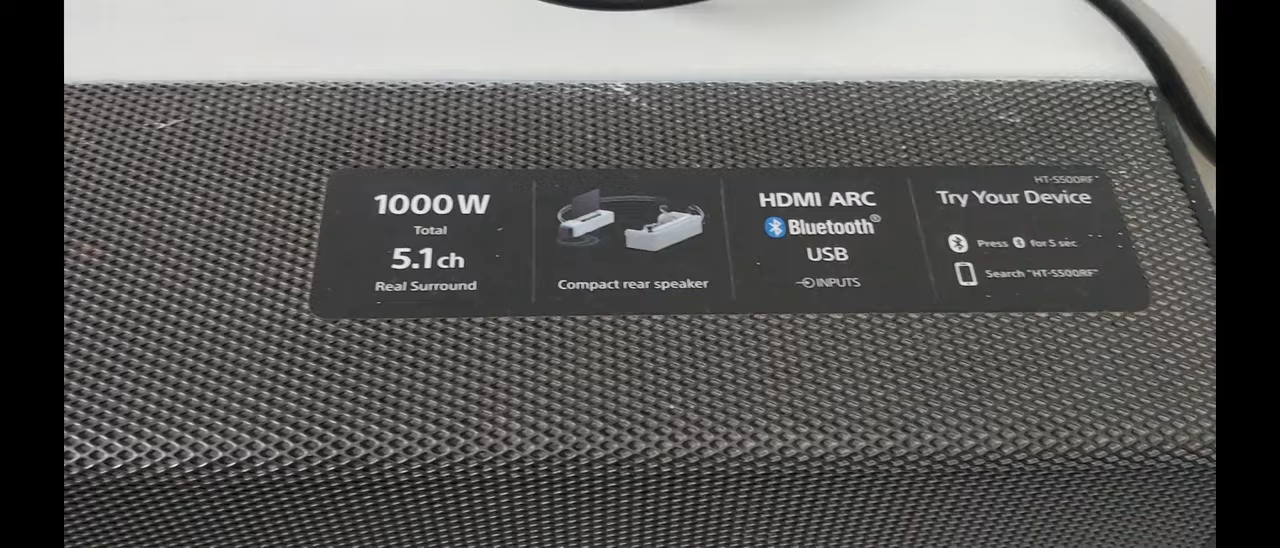 1000 W
Total
5.1ch
Real Surround
Compact rear speaker
HDMI ARC
Bluetooth®
USB
INPUTS
HT-S500RF
Try Your Device
Press for 5 sec
Search "HT-S500RF"